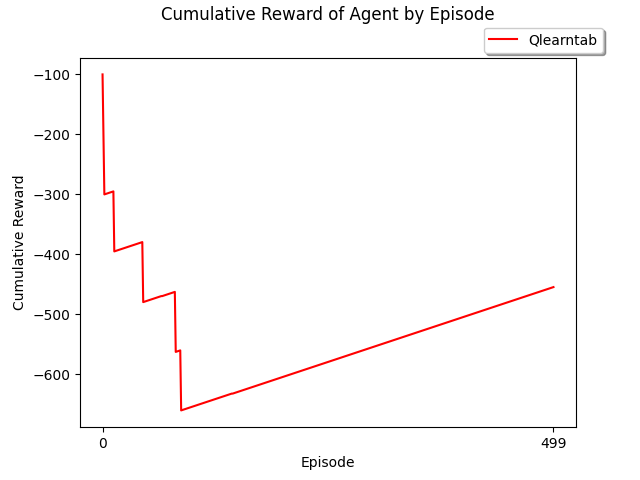 Cumulative Reward of Agent by Episode
Qlearntab
−100
−200
−300
−400
−500
−600
Cumulative Reward
0
499
Episode